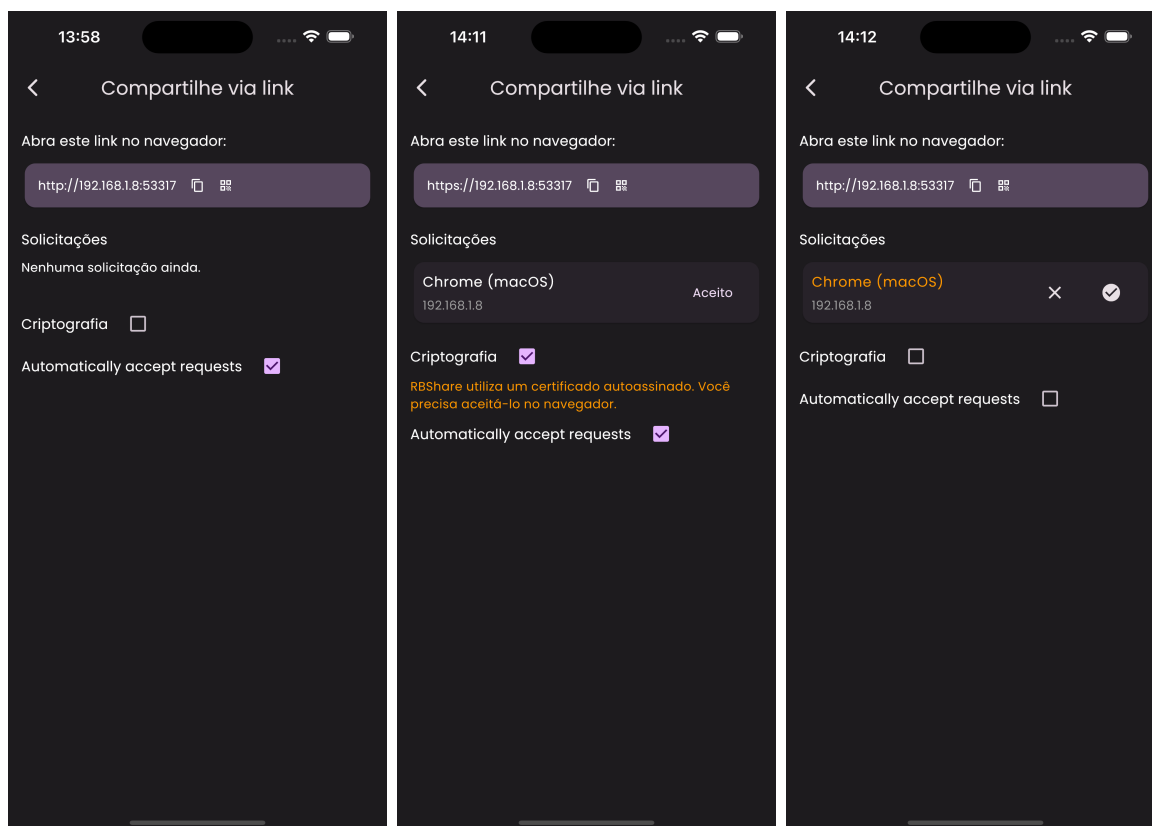 13:58
Compartilhe via link
Abra este link no navegador:
http://192.168.1.8:53317
Solicitações
Nenhuma solicitação ainda.
Criptografia
Automatically accept requests
14:11
Compartilhe via link
Abra este link no navegador:
https://192.168.1.8:53317
Solicitações
Chrome (macOS)
192.168.1.8
Aceito
Criptografia
RBShare utiliza um certificado autoassinado. Você
precisa aceitá-lo no navegador.
Automatically accept requests
14:12
Compartilhe via link
Abra este link no navegador:
http://192.168.1.8:53317
Solicitações
Chrome (macOS)
192.168.1.8
Criptografia
Automatically accept requests